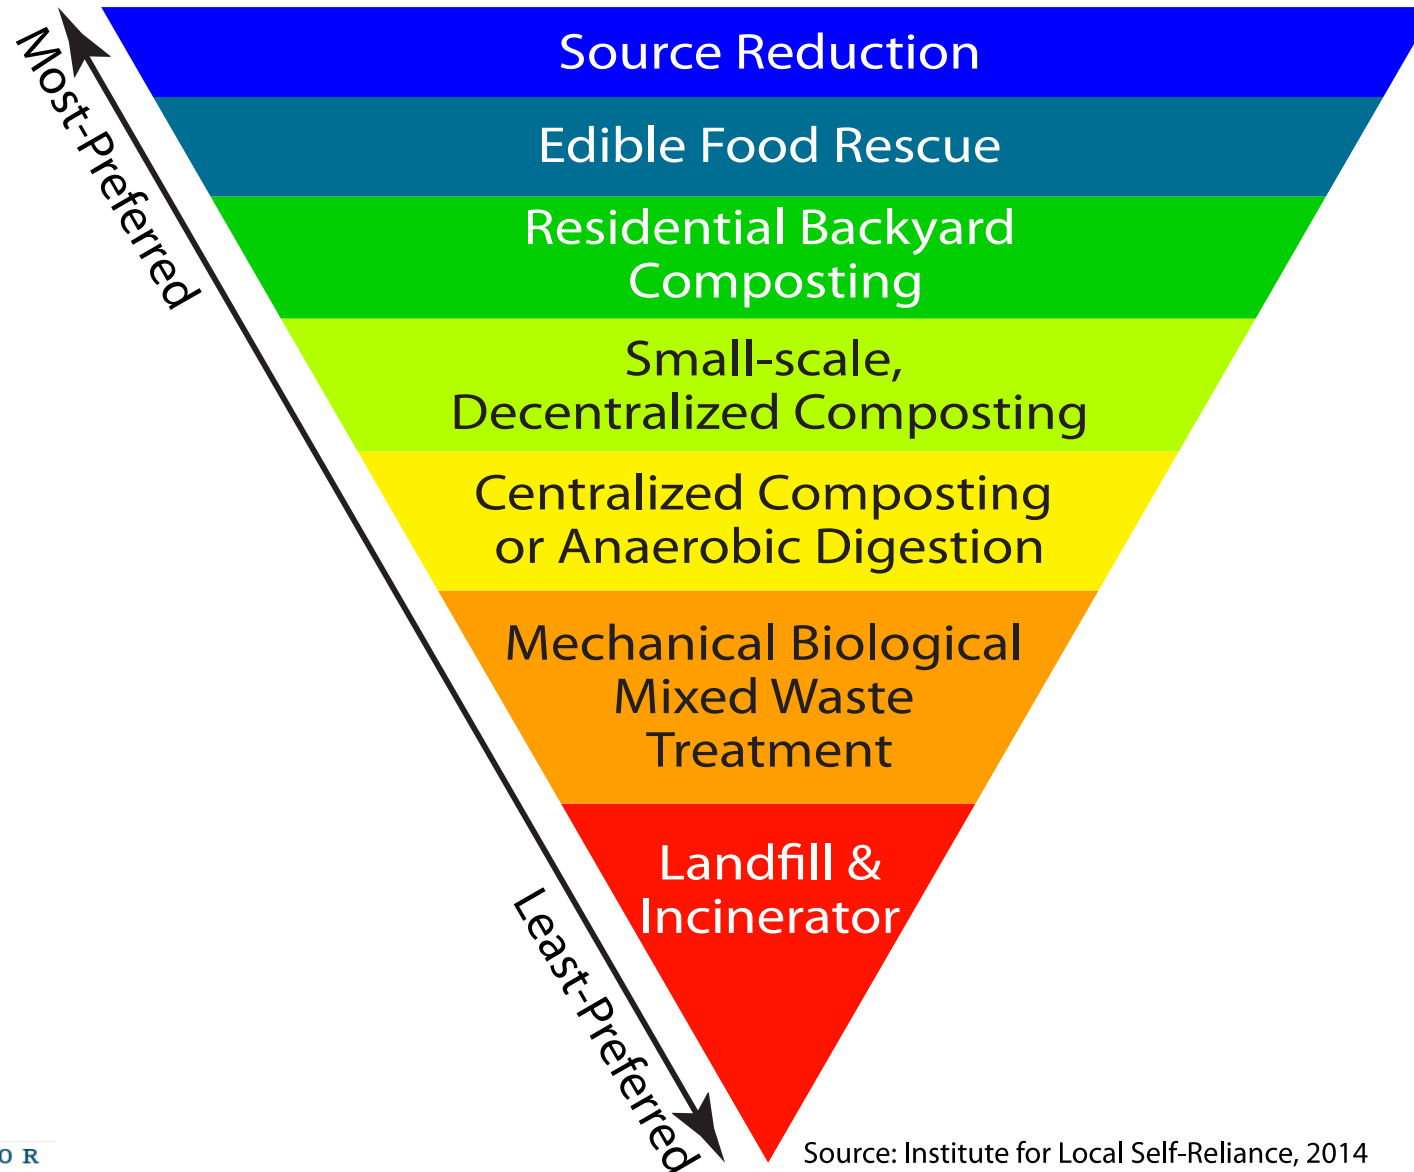 Source Reduction
Most-Preferred
Edible Food Rescue
Residential Backyard
Composting
Small-scale,
Decentralized Composting
Centralized Composting
or Anaerobic Digestion
Mechanical Biological
Mixed Waste
Treatment
Landfill &
Incinerator
Least-Preferred
Source: Institute for Local Self-Reliance, 2014
O R